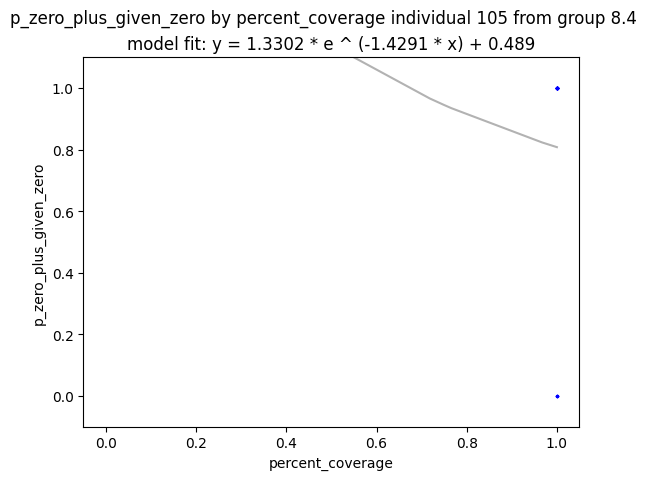 p_zero_plus_given_zero by percent_coverage individual 105 from group 8.4
model fit: y = 1.3302 * e ^ (-1.4291 * x) + 0.489
1.0
0.8
0.6
0.4
0.2
0.0
p_zero_plus_given_zero
0.0 0.2 0.4 0.6 0.8 1.0
percent_coverage